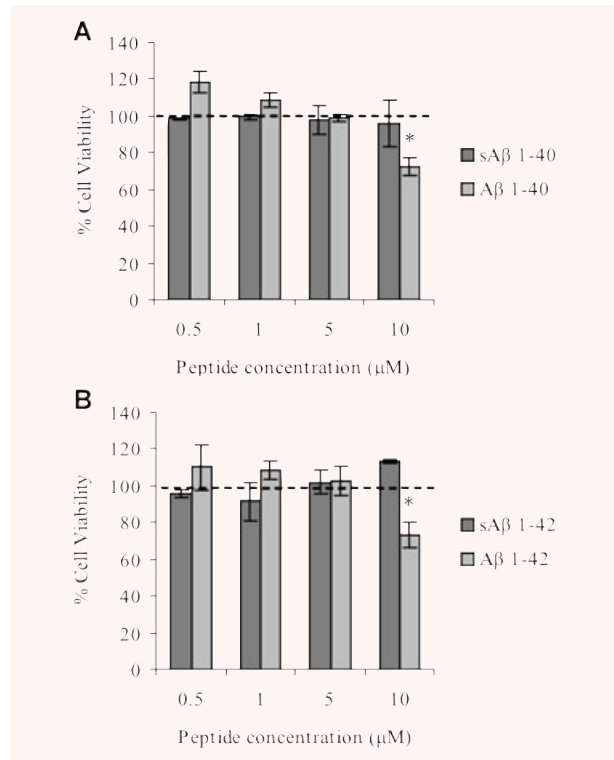 A
140
120
100
80
60
40
20
0
% Cell Viability
*
0.5 1 5 10
Peptide concentration (μM)
sAβ 1-40
Aβ 1-40
B
140
120
100
80
60
40
20
0
% Cell Viability
*
0.5 1 5 10
Peptide concentration (μM)
sAβ 1-42
Aβ 1-42